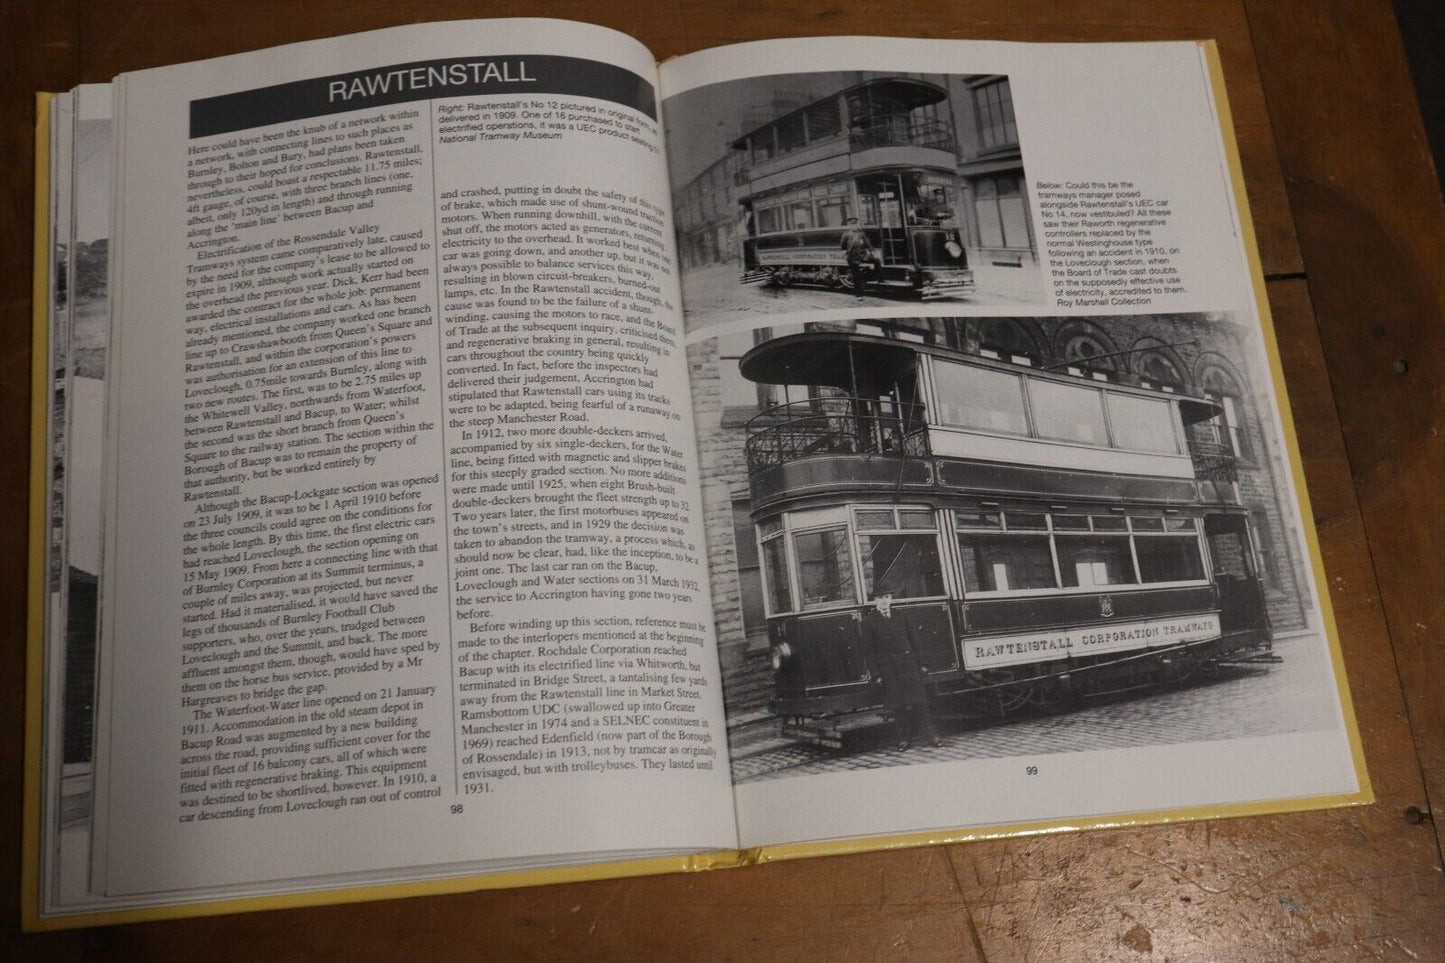 RAWTENSTALL
Here could have been the knub of a network within
a network, with connecting lines to such places as
Burnley, Bolton and Bury, had plans been taken
through to their hoped for conclusions. Rawtenstall,
nevertheless, could boast a respectable 11.75 miles;
4ft gauge, of course, with three branch lines (one,
albeit, only 120yd in length) and through running
along the 'main line' between Bacup and
Accrington.
Electrification of the Rossendale Valley
Tramways system came comparatively late, caused
by the need for the company's lease to be allowed to
expire in 1909, although work actually started on
the overhead the previous year. Dick, Kerr had been
awarded the contract for the whole job: permanent
way, electrical installations and cars. As has been
already mentioned, the company worked one branch
line up to Crawshawbooth from Queen's Square and
Rawtenstall, and within the corporation's powers
was authorisation for an extension of this line to
Loveclough, 0.75mile towards Burnley, along with
two new routes. The first, was to be 2.75 miles up
the Whitewell Valley, northwards from Waterfoot,
between Rawtenstall and Bacup, to Water; whilst
the second was the short branch from Queen's
Square to the railway station. The section within the
Borough of Bacup was to remain the property of
that authority, but be worked entirely by
Rawtenstall.
Although the Bacup-Lockgate section was opened
on 23 July 1909, it was to be 1 April 1910 before
the three councils could agree on the conditions for
the whole length. By this time, the first electric cars
had reached Loveclough, the section opening on
15 May 1909. From here a connecting line with that
of Burnley Corporation at its Summit terminus, a
couple of miles away, was projected, but never
started. Had it materialised, it would have saved the
legs of thousands of Burnley Football Club
supporters, who, over the years, trudged between
Loveclough and the Summit, and back. The more
affluent amongst them, though, would have sped by
them on the horse bus service, provided by a Mr
Hargreaves to bridge the gap.
The Waterfoot-Water line opened on 21 January
1911. Accommodation in the old steam depot in
Bacup Road was augmented by a new building
across the road, providing sufficient cover for the
initial fleet of 16 balcony cars, all of which were
fitted with regenerative braking. This equipment
was destined to be shortlived, however. In 1910, a
car descending from Loveclough ran out of control
Right: Rawtenstall's No 12 pictured in original form, as
delivered in 1909. One of 16 purchased to start
electrified operations, it was a UEC product seating
National Tramway Museum
and crashed, putting in doubt the safety of this type
of brake, which made use of shunt-wound traction
motors. When running downhill, with the current
shut off, the motors acted as generators, returning
electricity to the overhead. It worked best when one
car was going down, and another up, but it was not
always possible to balance services this way,
resulting in blown circuit-breakers, burned-out
lamps, etc. In the Rawtenstall accident, though, the
cause was found to be the failure of a shunt-
winding, causing the motors to race, and the Board
of Trade at the subsequent inquiry, criticised them,
and regenerative braking in general, resulting in
cars throughout the country being quickly
converted. In fact, before the inspectors had
delivered their judgement, Accrington had
stipulated that Rawtenstall cars using its tracks
were to be adapted, being fearful of a runaway on
the steep Manchester Road.
In 1912, two more double-deckers arrived,
accompanied by six single-deckers, for the Water
line, being fitted with magnetic and slipper brakes
for this steeply graded section. No more additions
were made until 1925, when eight Brush-built
double-deckers brought the fleet strength up to 32.
Two years later, the first motorbuses appeared on
the town's streets, and in 1929 the decision was
taken to abandon the tramway, a process which, as
should now be clear, had, like the inception, to be a
joint one. The last car ran on the Bacup,
Loveclough and Water sections on 31 March 1932,
the service to Accrington having gone two years
before.
Before winding up this section, reference must be
made to the interlopers mentioned at the beginning
of the chapter. Rochdale Corporation reached
Bacup with its electrified line via Whitworth, but
terminated in Bridge Street, a tantalising few yards
away from the Rawtenstall line in Market Street.
Ramsbottom UDC (swallowed up into Greater
Manchester in 1974 and a SELNEC constituent in
1969) reached Edenfield (now part of the Borough
of Rossendale) in 1913, not by tramcar as originally
envisaged, but with trolleybuses. They lasted until
1931.
98
Below: Could this be the
tramways manager posed
alongside Rawtenstall's UEC car
No 14, now vestibuled? All these
saw their Raworth regenerative
controllers replaced by the
normal Westinghouse type
following an accident in 1910, on
the Loveclough section, when
the Board of Trade cast doubts
on the supposedly effective use
of electricity, accredited to them.
Roy Marshall Collection
RAWTENSTALL CORPORATION TRAMWAYS
99